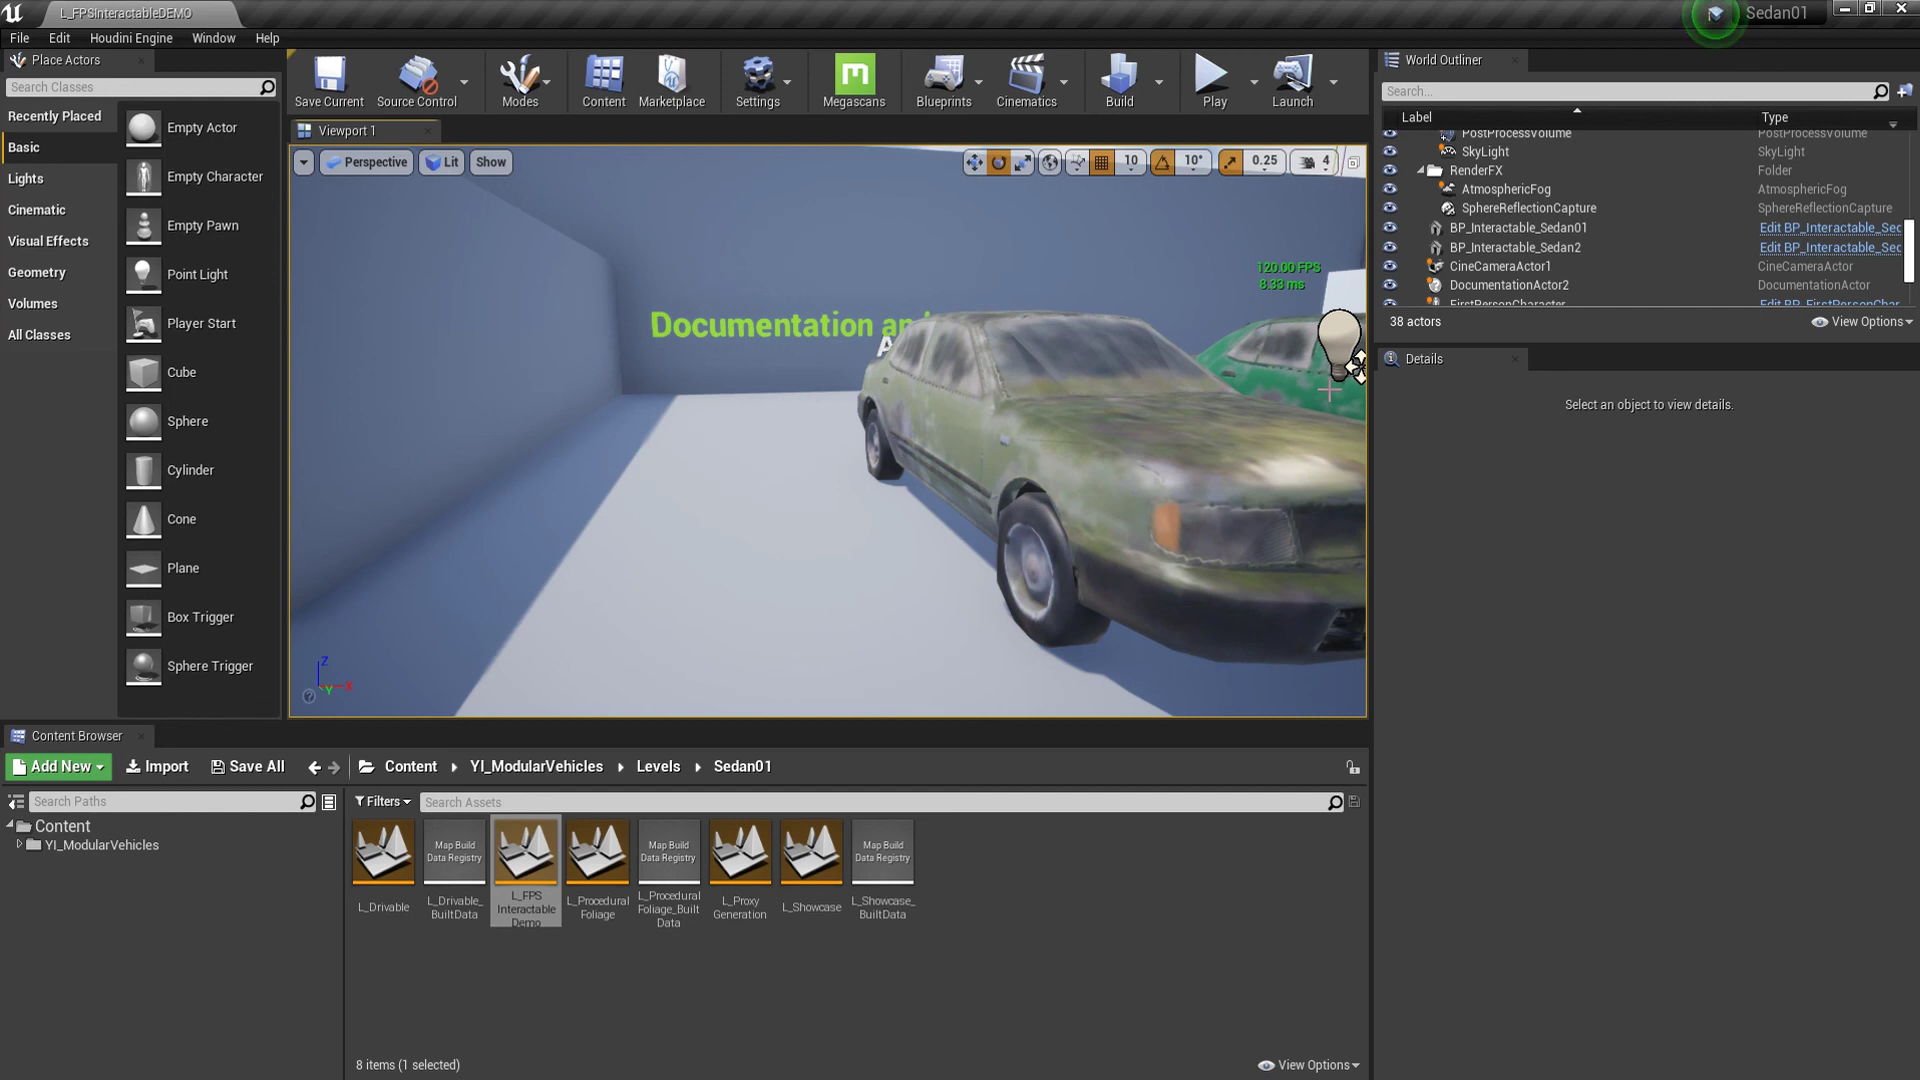 L_FPSInteractableDEMO
Sedan01
File Edit Houdini Engine Window Help
Place Actors
Search Classes
Recently Placed
Basic
Lights
Cinematic
Visual Effects
Geometry
Volumes
All Classes
Empty Actor
Empty Character
Empty Pawn
Point Light
Player Start
Cube
Sphere
Cylinder
Cone
Plane
Box Trigger
Sphere Trigger
Save Current
Source Control
Modes
Content
Marketplace
Settings
Megascans
Blueprints
Cinematics
Build
Play
Launch
Viewport 1
Perspective
Lit
Show
10
10°
0.25
4
120.00 FPS
8.33 ms
Documentation an
A
Z
X
Y
World Outliner
Search...
Label Type
PostProcessVolume PostProcessVolume
SkyLight SkyLight
RenderFX Folder
AtmosphericFog AtmosphericFog
SphereReflectionCapture SphereReflectionCapture
BP_Interactable_Sedan01 Edit BP_Interactable_Sec
BP_Interactable_Sedan2 Edit BP_Interactable_Sec
CineCameraActor1 CineCameraActor
DocumentationActor2 DocumentationActor
FirstPersonCharacter Edit BP_FirstPersonChar
38 actors
View Options
Details
Select an object to view details.
Content Browser
Add New
Import
Save All
Content
YI_ModularVehicles
Levels
Sedan01
Search Paths
Content
YI_ModularVehicles
Filters
Search Assets
Map Build
Data Registry
Map Build
Data Registry
Map Build
Data Registry
L_Drivable
L_Drivable_
BuiltData
L_FPS
Interactable
Demo
L_Procedural
Foliage
L_Procedural
Foliage_Built
Data
L_Proxy
Generation
L_Showcase
L_Showcase_
BuiltData
8 items (1 selected)
View Options